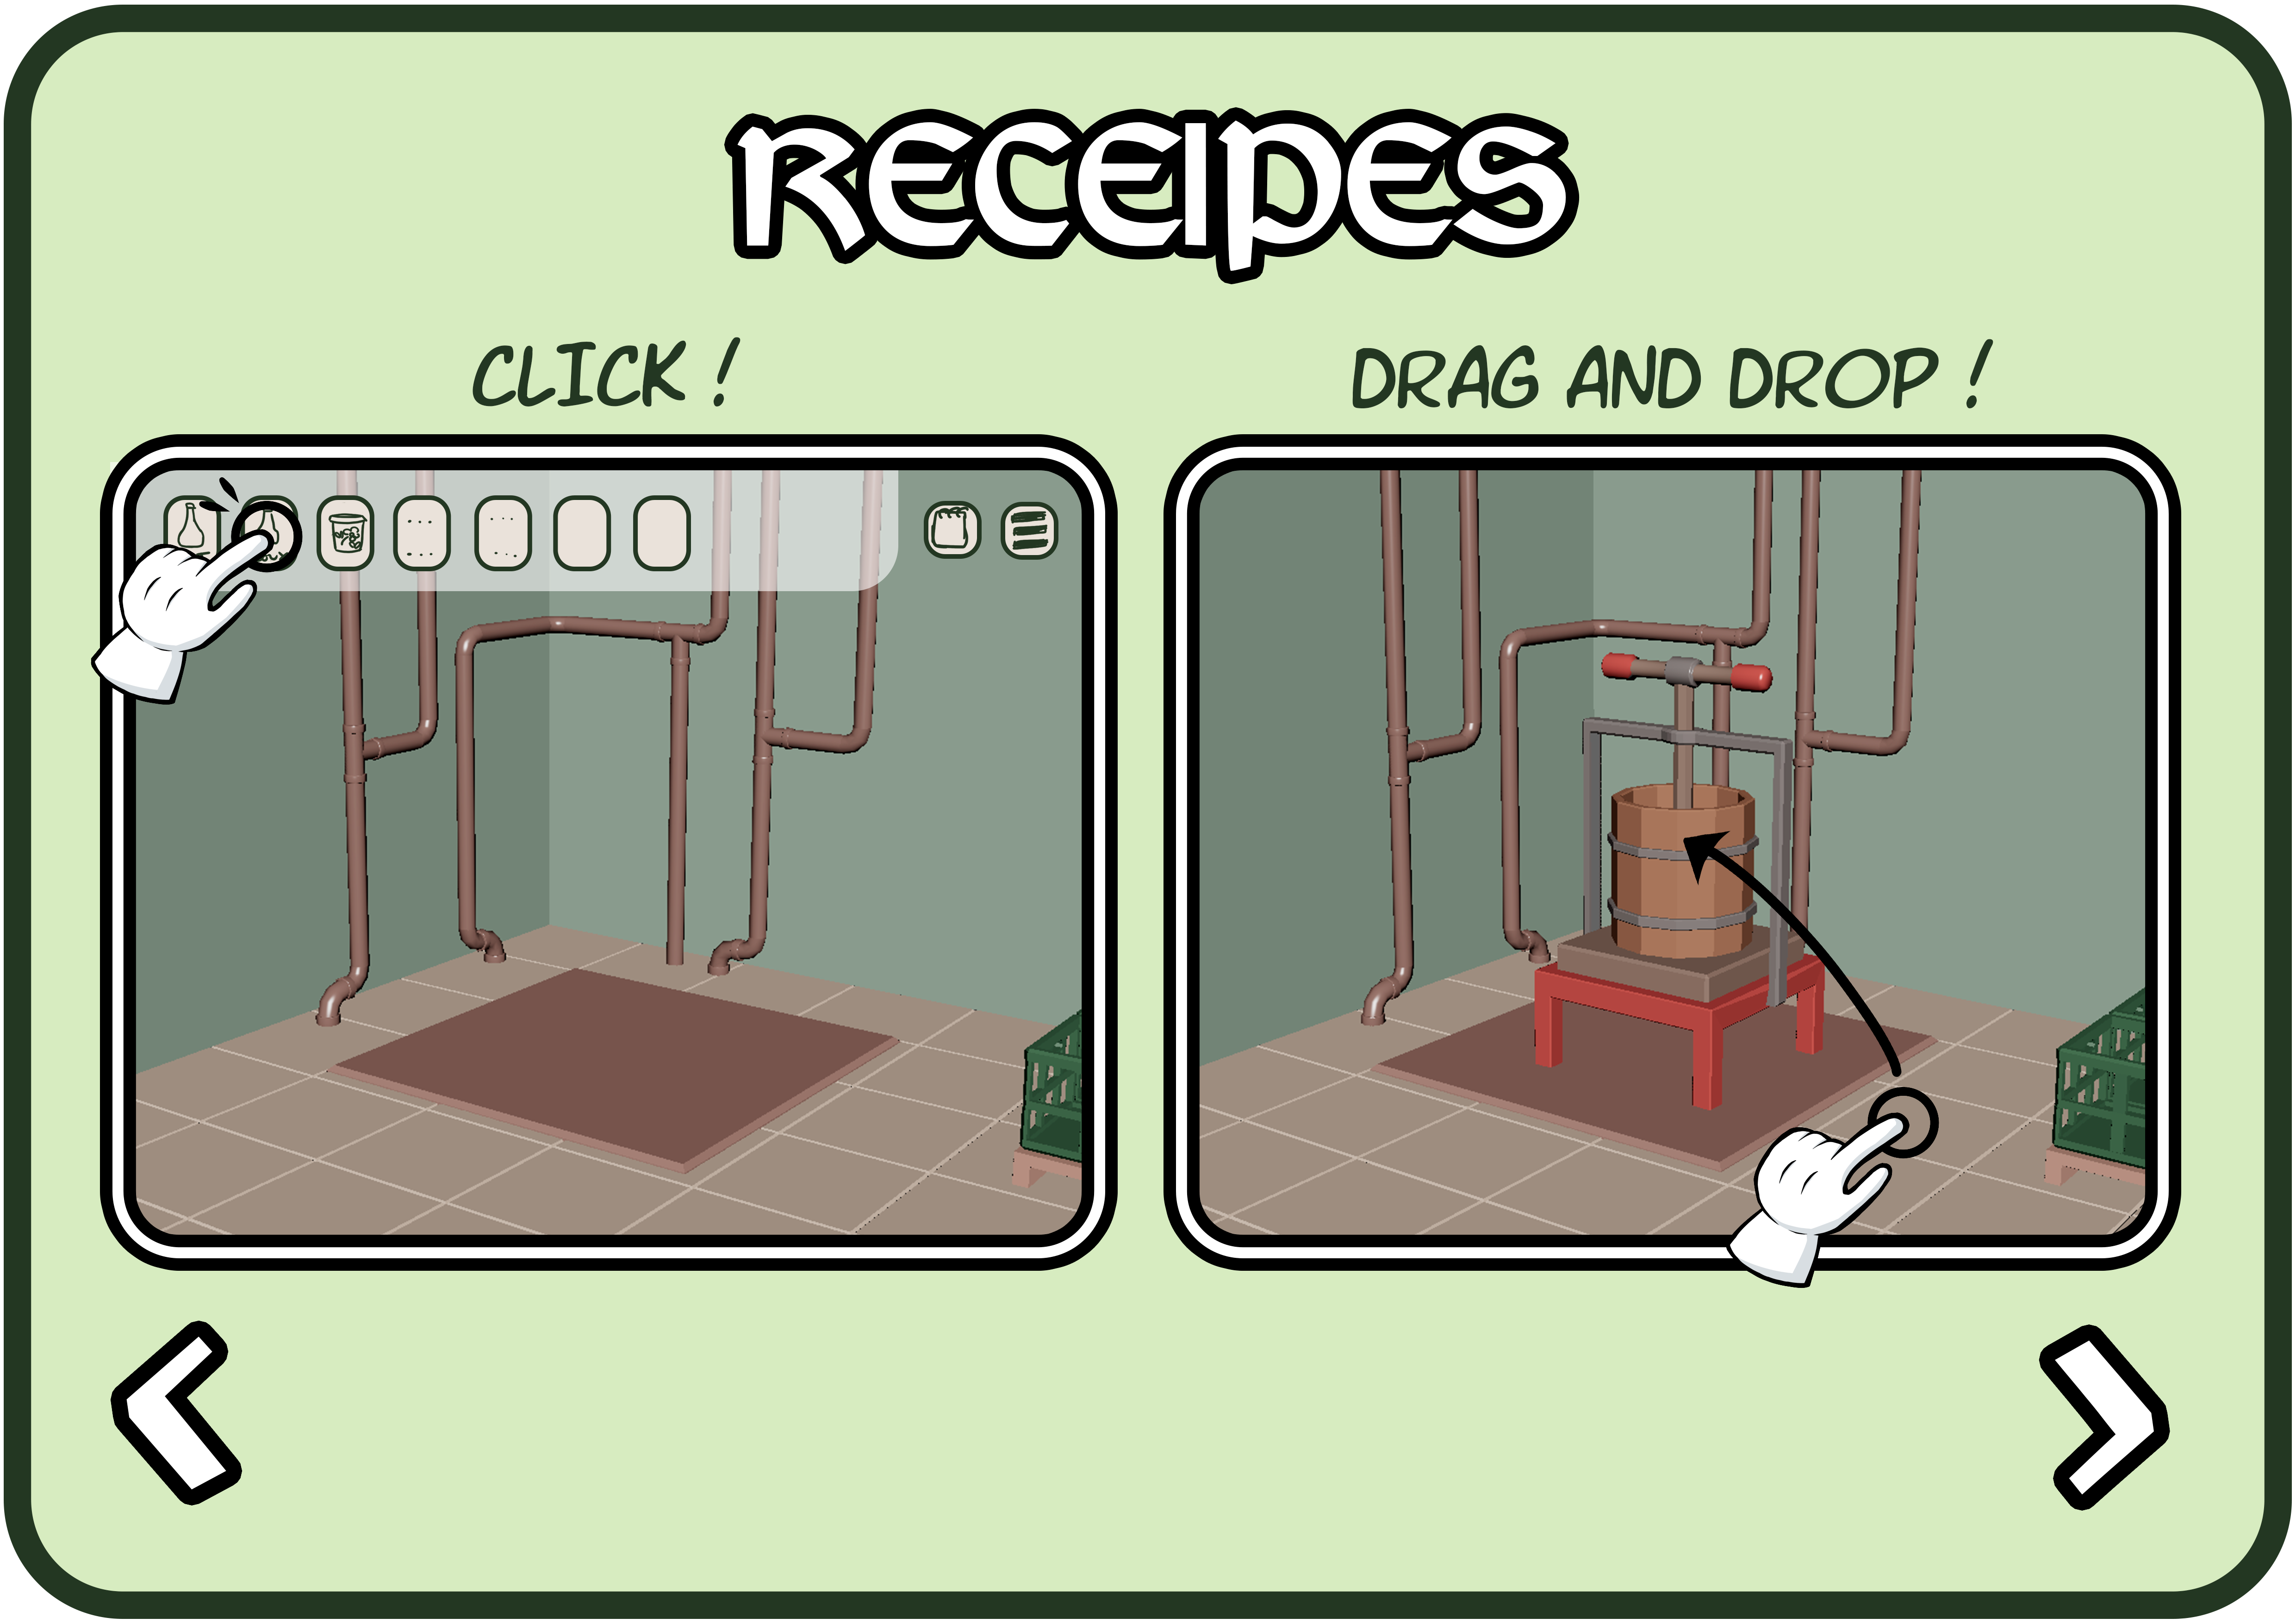 RECEIPES
CLICK !
DRAG AND DROP !